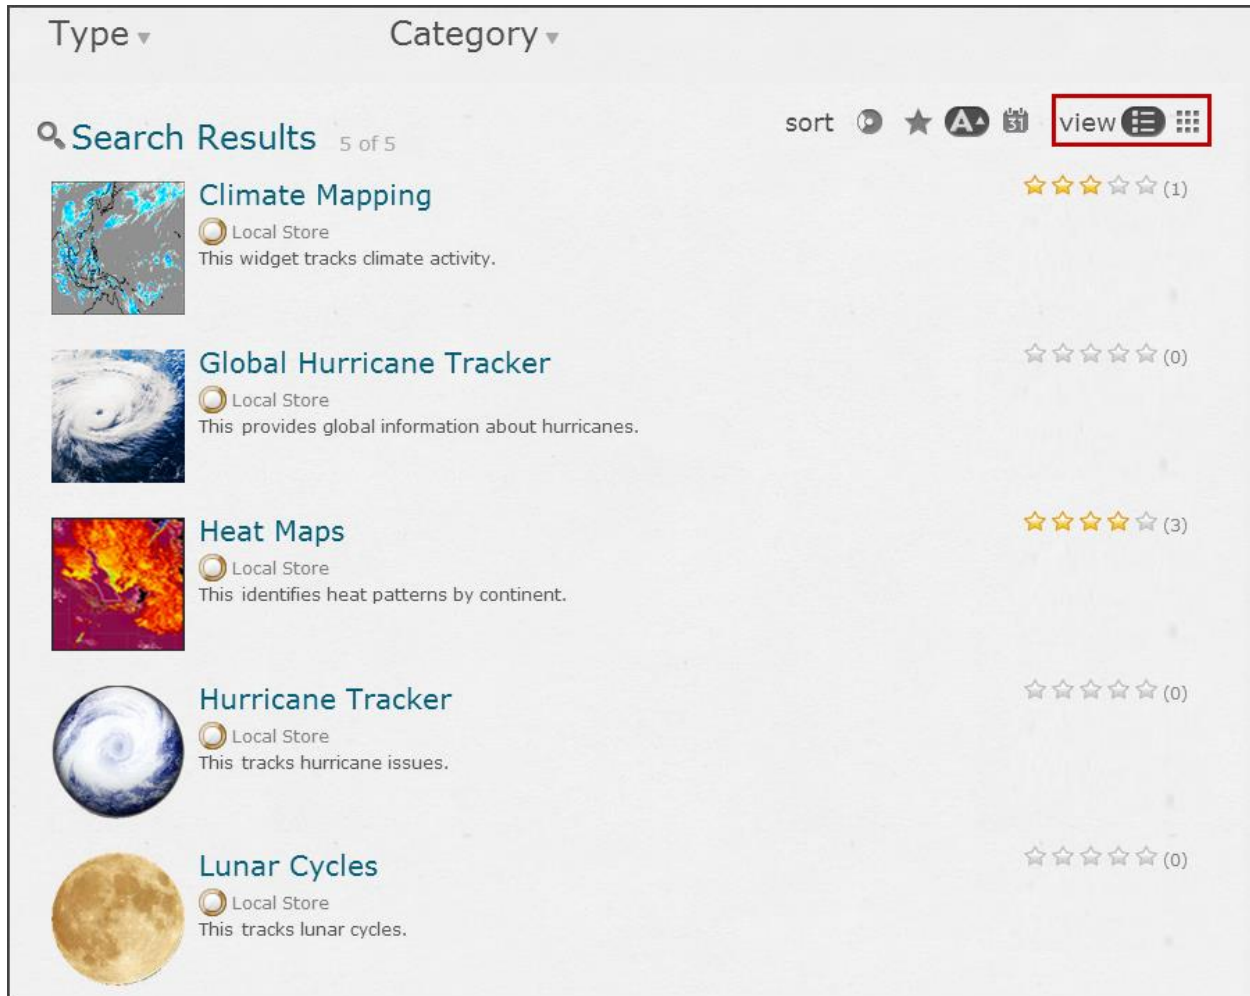 Type Category
sort A 31 view
Search Results 5 of 5
Climate Mapping (1)
Local Store
This widget tracks climate activity.
Global Hurricane Tracker (0)
Local Store
This provides global information about hurricanes.
Heat Maps (3)
Local Store
This identifies heat patterns by continent.
Hurricane Tracker (0)
Local Store
This tracks hurricane issues.
Lunar Cycles (0)
Local Store
This tracks lunar cycles.